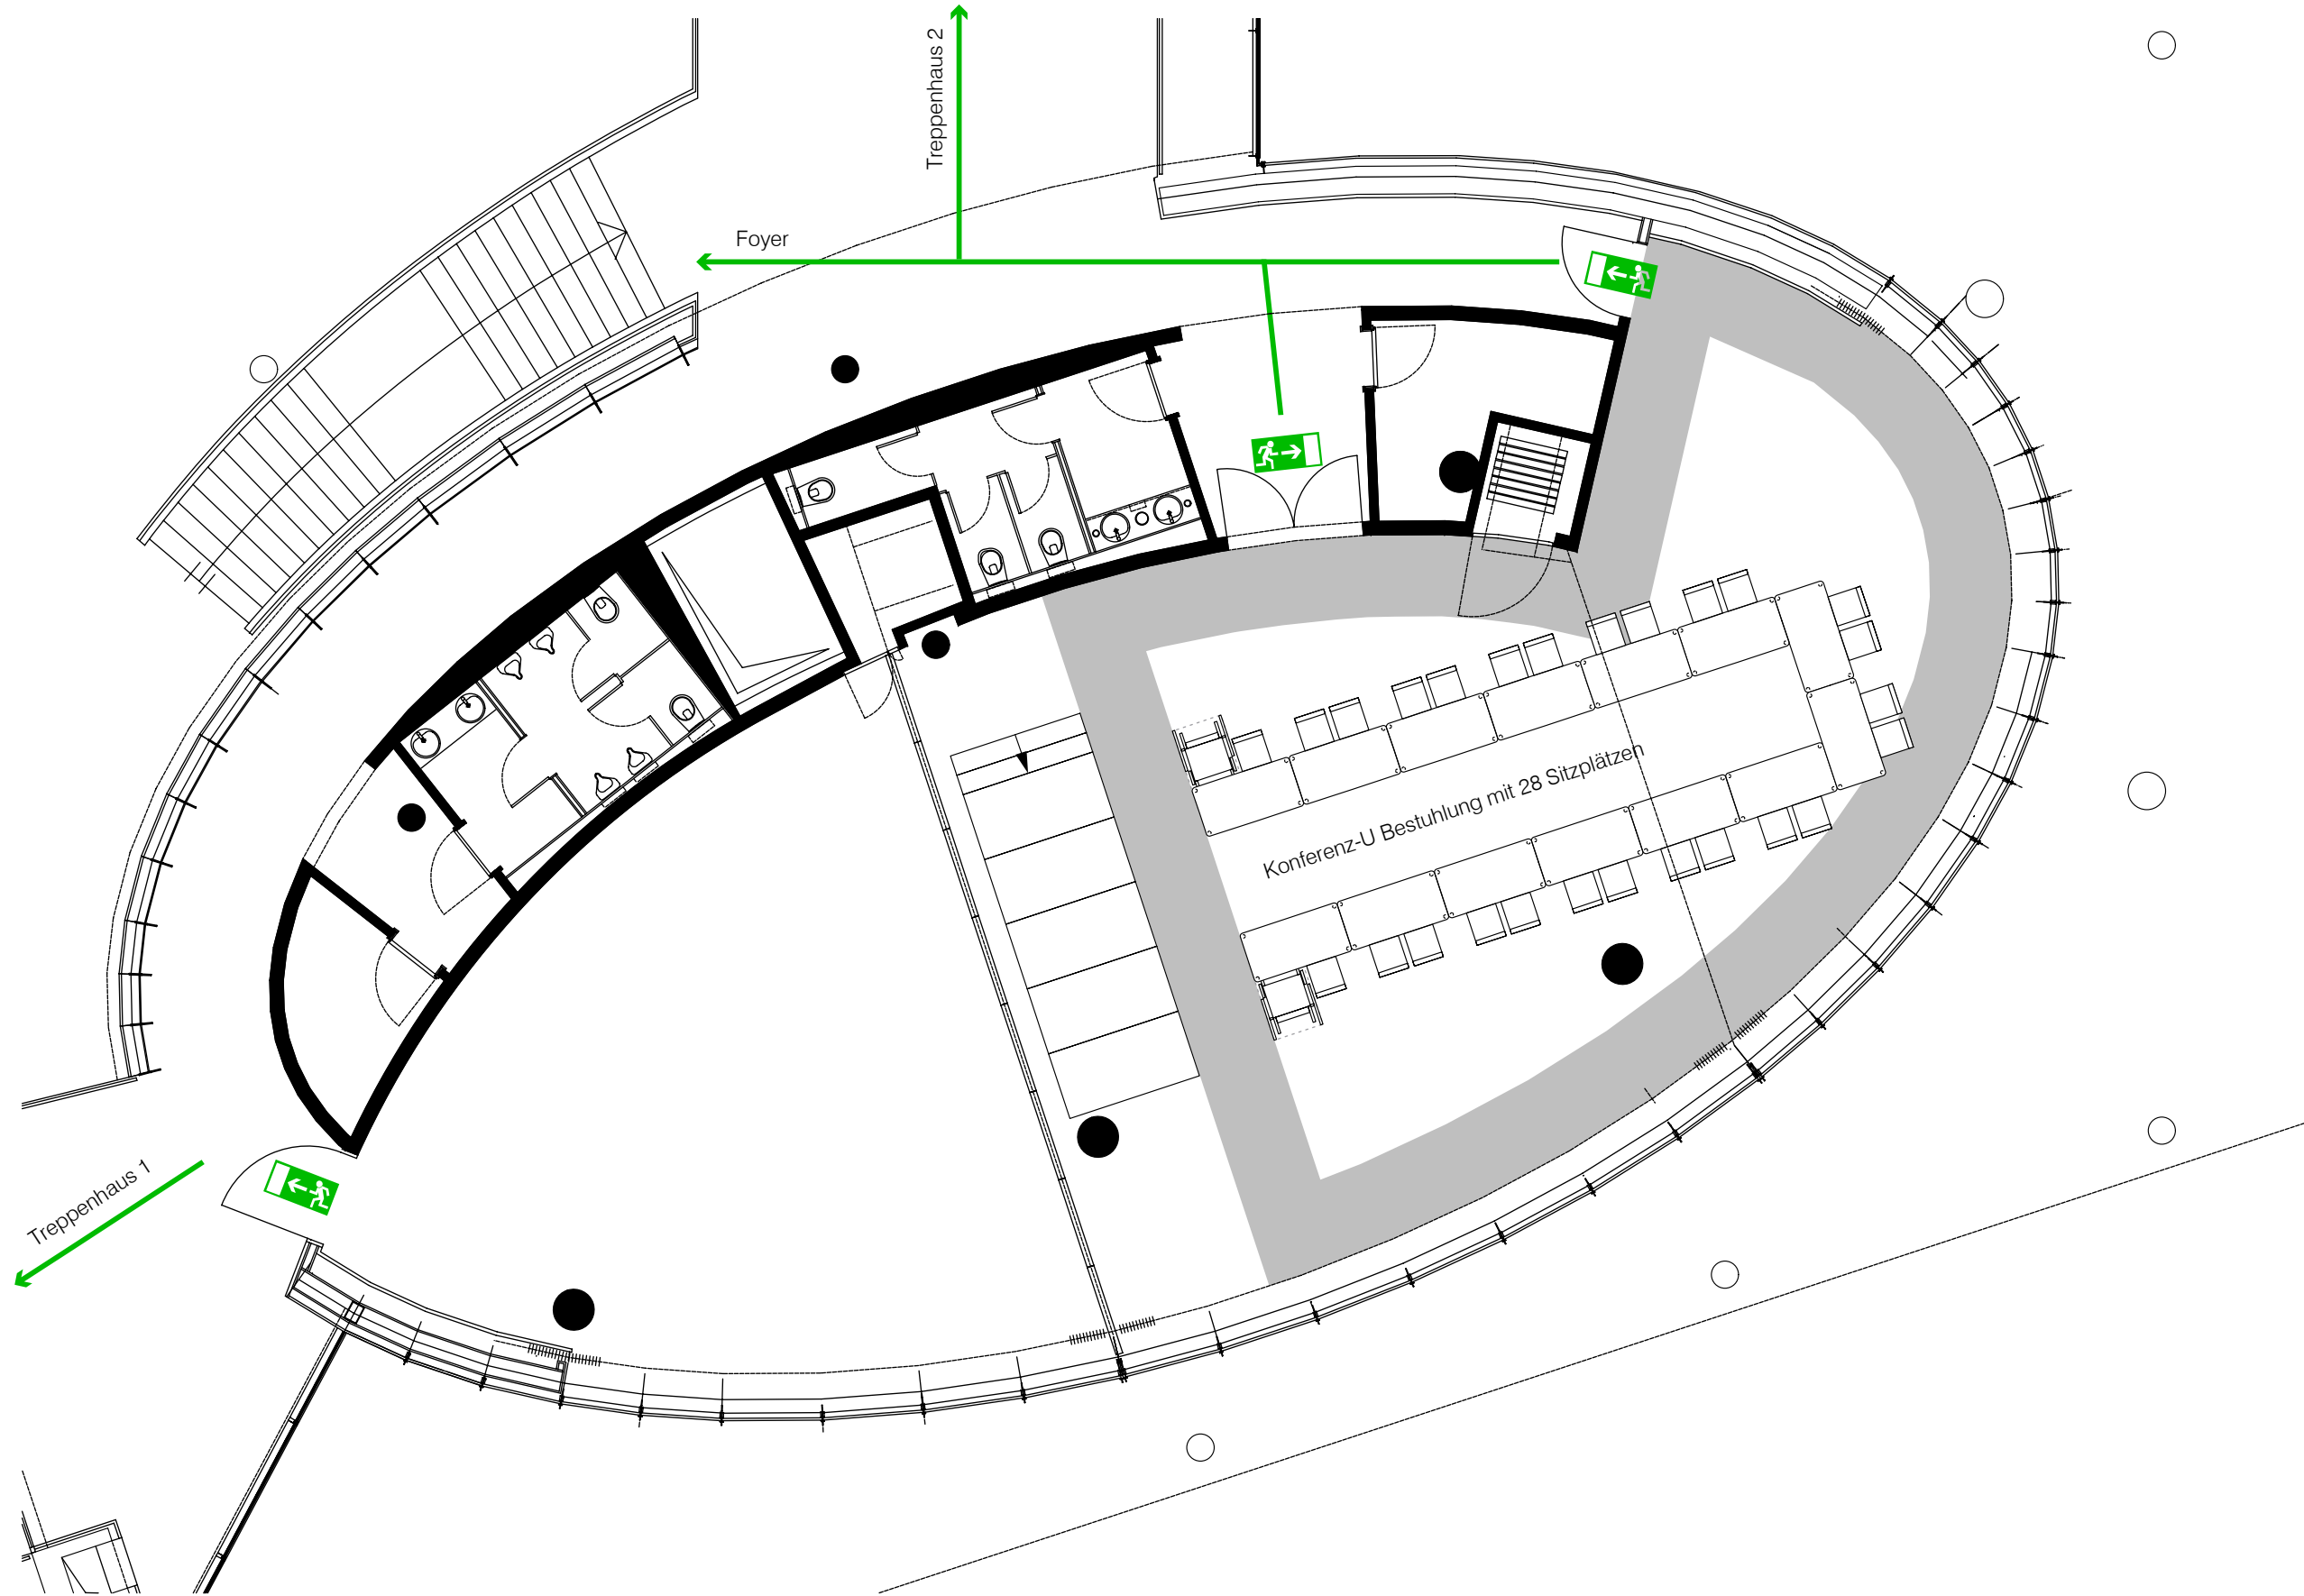 Treppenhaus 2
Foyer
Konferenz-U Bestuhlung mit 28 Sitzplätzen
Treppenhaus 1